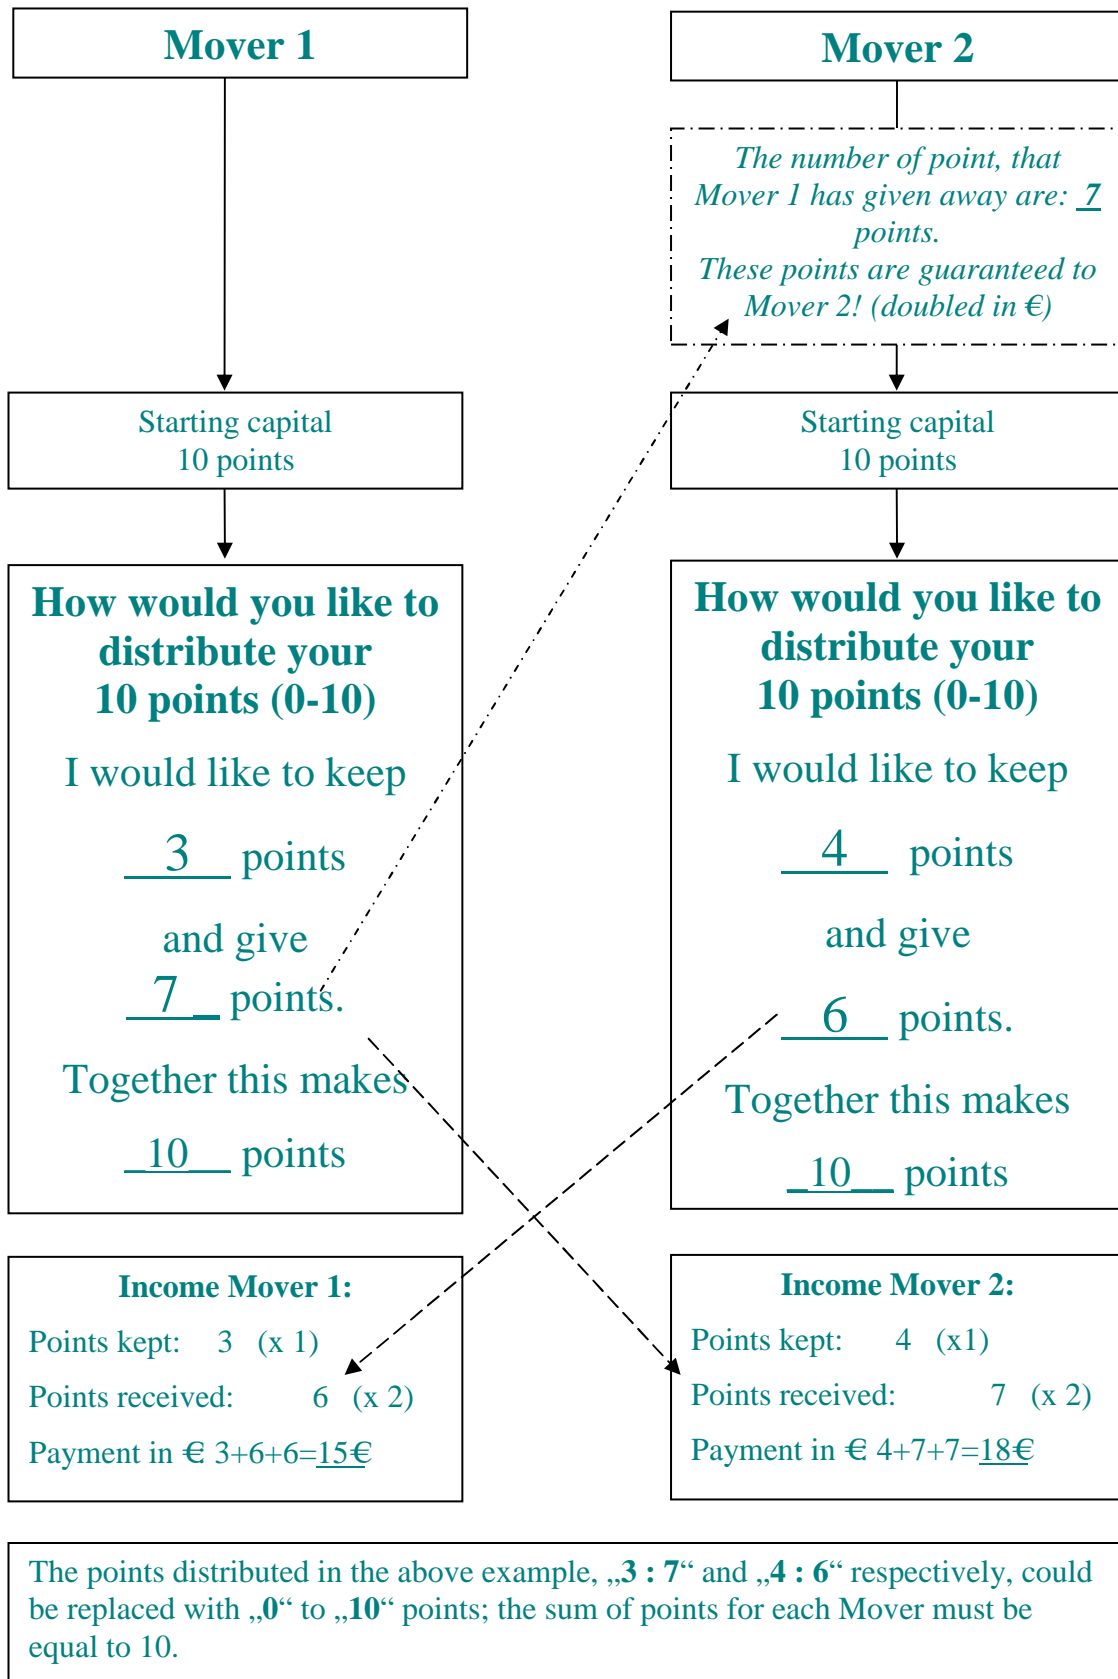 Mover 1
Starting capital
10 points
How would you like to
distribute your
10 points (0-10)
I would like to keep
3 points
and give
7 _ points.
Together this makes
_10__ points
Income Mover 1:
Points kept: 3 (x 1)
Points received: 6 (x 2)
Payment in € 3+6+6=15€
Mover 2
The number of point, that
Mover 1 has given away are: 7
points.
These points are guaranteed to
Mover 2! (doubled in €)
Starting capital
10 points
How would you like to
distribute your
10 points (0-10)
I would like to keep
4 points
and give
6 points.
Together this makes
_10__ points
Income Mover 2:
Points kept: 4 (x1)
Points received: 7 (x 2)
Payment in € 4+7+7=18€
The points distributed in the above example, „3 : 7“ and „4 : 6“ respectively, could
be replaced with „0“ to „10“ points; the sum of points for each Mover must be
equal to 10.